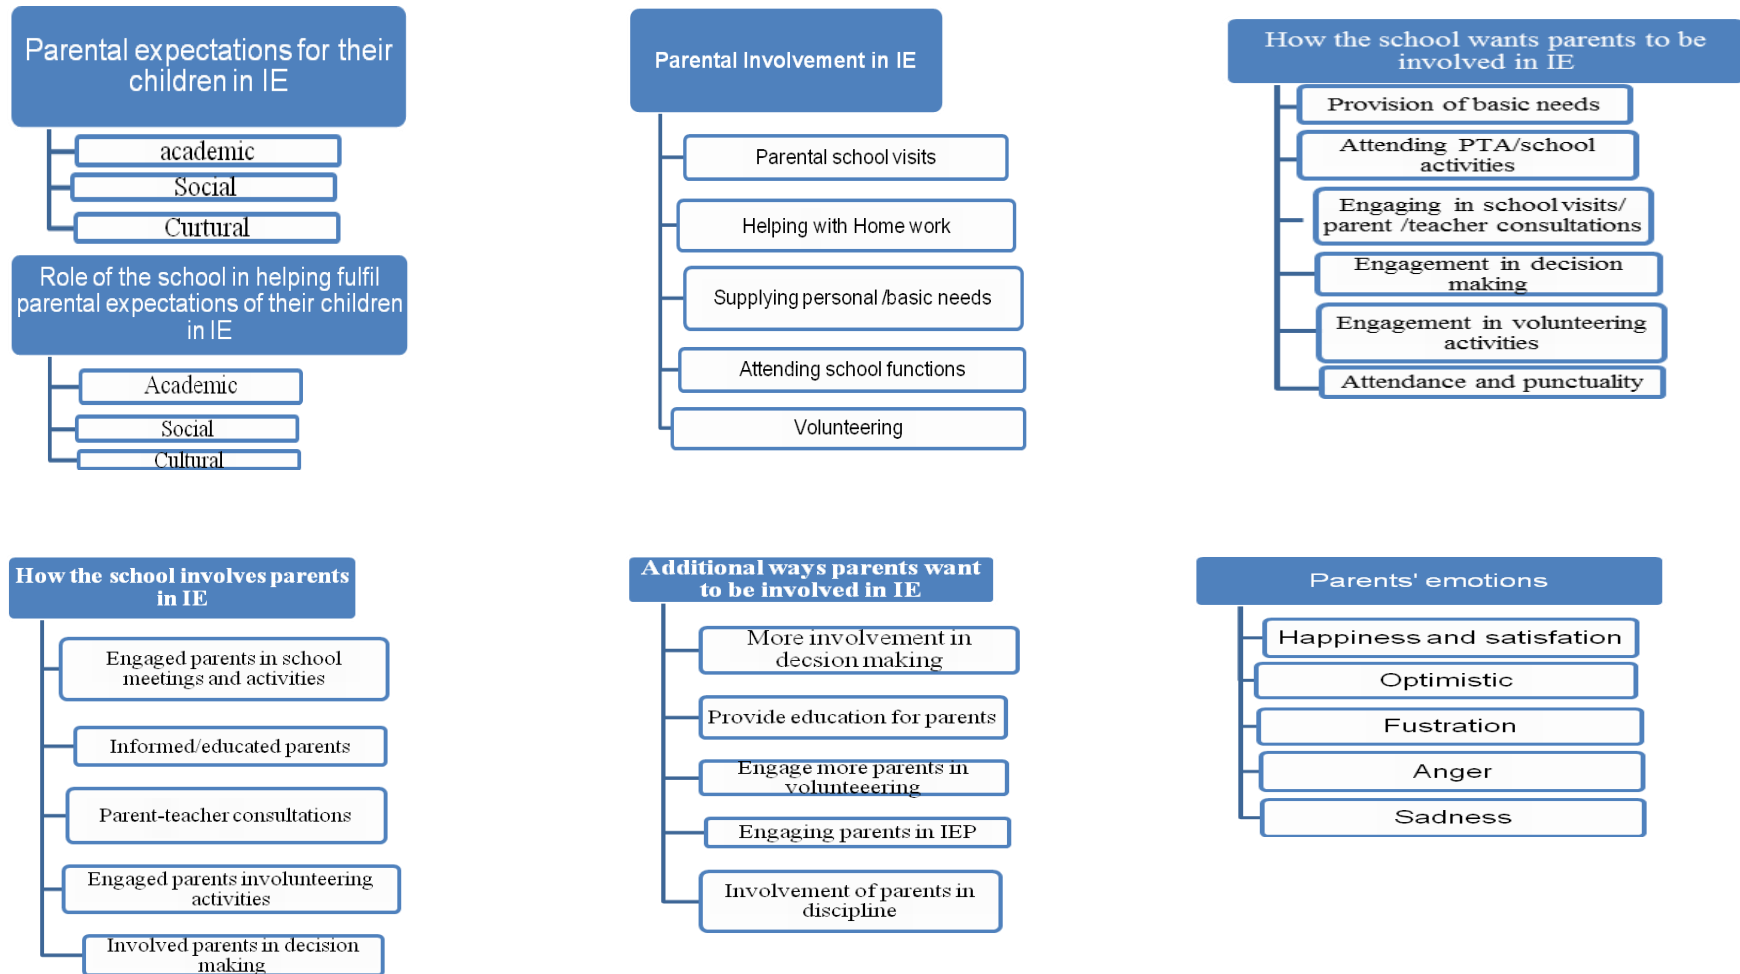 Parental expectations for their
children in IE
academic
Social
Curtural
Role of the school in helping fulfil
parental expectations of their children
in IE
Academic
Social
Cultural
Parental Involvement in IE
Parental school visits
Helping with Home work
Supplying personal /basic needs
Attending school functions
Volunteering
How the school wants parents to be
involved in IE
Provision of basic needs
Attending PTA/school
activities
Engaging in school visits/
parent /teacher consultations
Engagement in decision
making
Engagement in volunteering
activities
Attendance and punctuality
How the school involves parents
in IE
Engaged parents in school
meetings and activities
Informed/educated parents
Parent-teacher consultations
Engaged parents involunteering
activities
Involved parents in decision
making
Additional ways parents want
to be involved in IE
More involvement in
decsion making
Provide education for parents
Engage more parents in
volunteeering
Engaging parents in IEP
Involvement of parents in
discipline
Parents' emotions
Happiness and satisfation
Optimistic
Fustration
Anger
Sadness